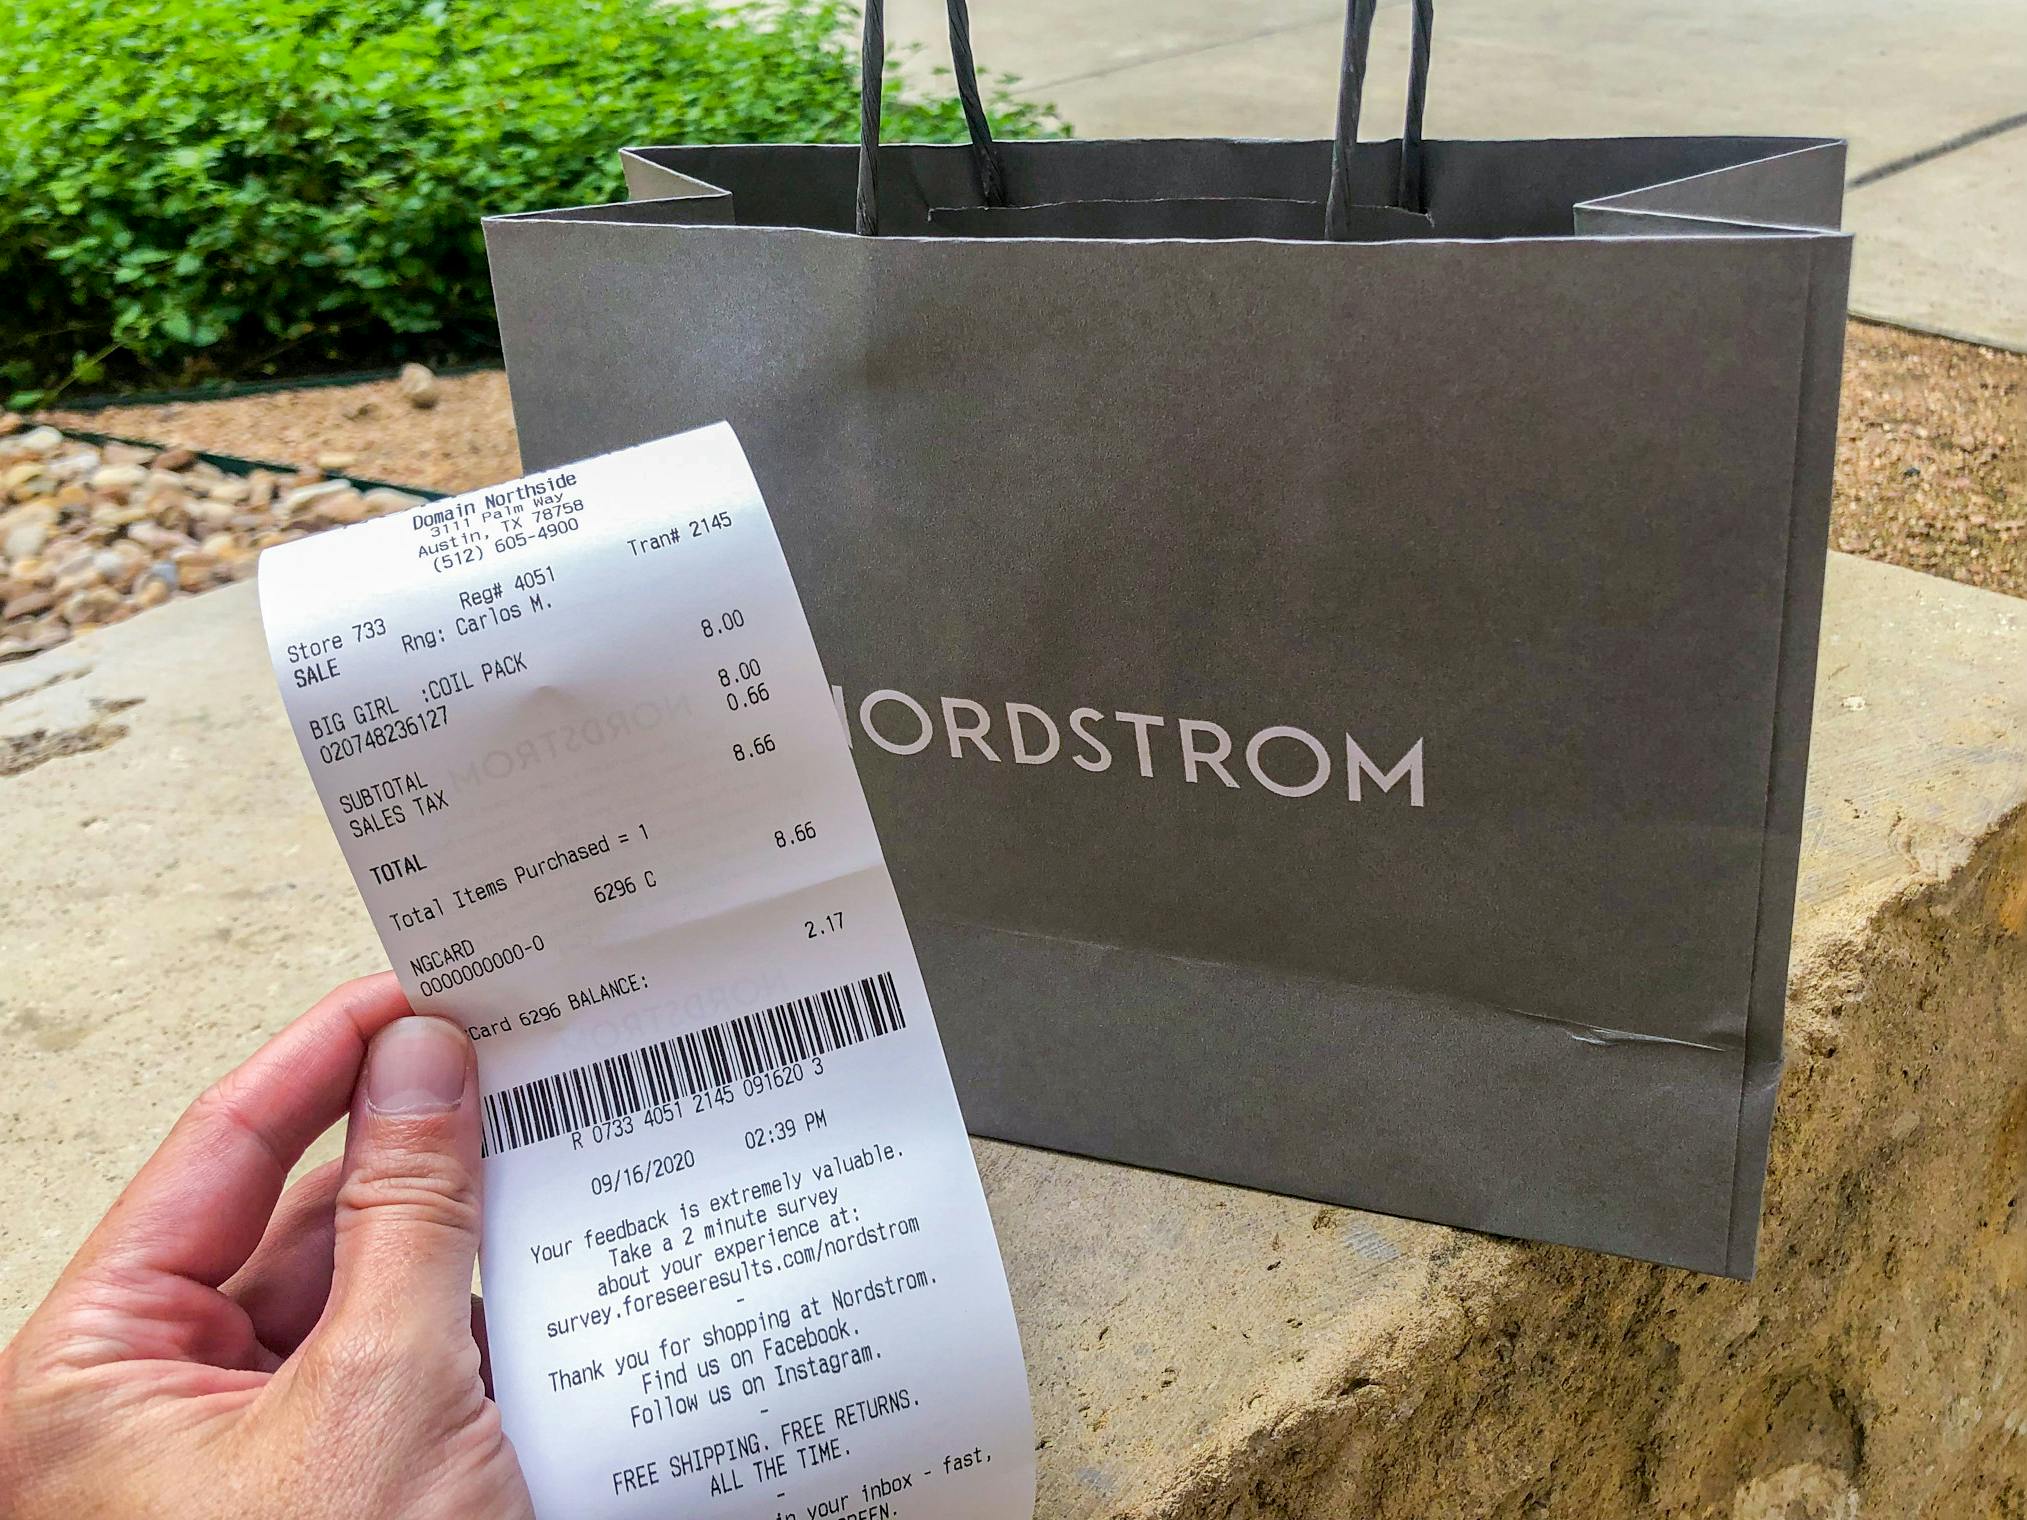 Domain Northside
3111 Palm Way
Austin, TX 78758
(512) 605-4900
Store 733 Reg# 4051 Tran# 2145
SALE Rng: Carlos M.
BIG GIRL :COIL PACK 8.00
020748236127
SUBTOTAL 8.00
SALES TAX 0.66
TOTAL 8.66
Total Items Purchased = 1
NGCARD 6296 C 8.66
0000000000-0
Card 6296 BALANCE: 2.17
R 0733 4051 2145 091620 3
09/16/2020 02:39 PM
Your feedback is extremely valuable.
Take a 2 minute survey
about your experience at:
survey.foreseeresults.com/nordstrom
-
Thank you for shopping at Nordstrom.
Find us on Facebook.
Follow us on Instagram.
-
FREE SHIPPING. FREE RETURNS.
ALL THE TIME.
-
in your inbox - fast,
NORDSTROM